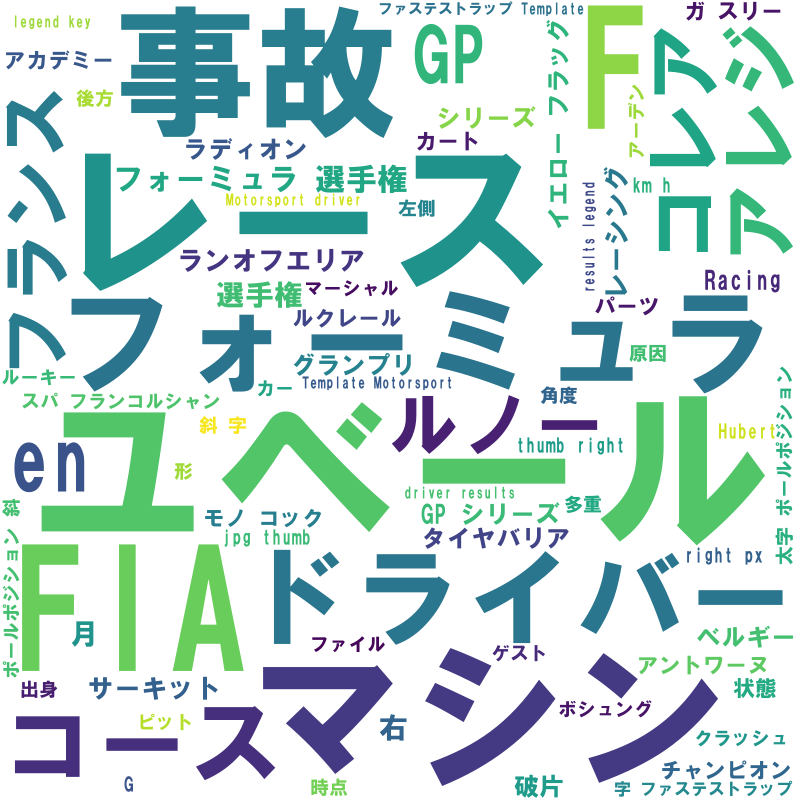 legend key
ファステストラップ Template
ガ スリー
事故
GP
F
コレア
アレジ
アカデミー
後方
シリーズ
イエロー フラッグ
アーデン
フランス
ラディオン
カート
フォーミュラ 選手権
km h
レース
Motorsport driver
左側
results legend
レーシング
ランオフエリア
選手権
マーシャル
Racing
パーツ
フォーミュラ
ルクレール
グランプリ
原因
ルーキー
カー
Template Motorsport
角度
太字 ポールポジション
スパ フランコルシャン
斜 字
ルノー
Hubert
en
ユベール
thumb right
形
driver results
多重
モノ コック
GP シリーズ
jpg thumb
タイヤバリア
ポールポジション 斜
right px
FIA
ドライバー
月
ファイル
ゲスト
ベルギー
アントワーヌ
出身
サーキット
マシン
状態
ボシュング
ピット
右
コース
クラッシュ
チャンピオン
G
時点
破片
字 ファステストラップ